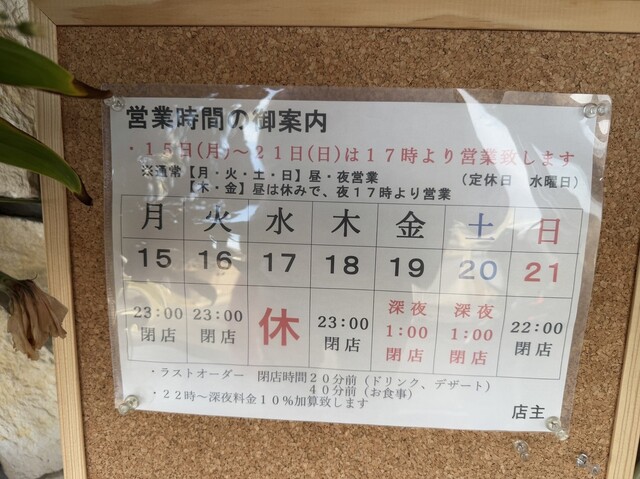 営業時間の御案内
・15日(月)～21日(日)は17時より営業致します
※通常【月・火・土・日】昼・夜営業 (定休日 水曜日)
【木・金】昼は休みで、夜17時より営業
月 火 水 木 金 土 日
15 16 17 18 19 20 21
23:00 閉店 23:00 閉店 休 23:00 閉店 深夜 1:00 閉店 深夜 1:00 閉店 22:00 閉店
・ラストオーダー 閉店時間20分前(ドリンク、デザート)
40分前(お食事)
・22時～深夜料金10%加算致します
店主